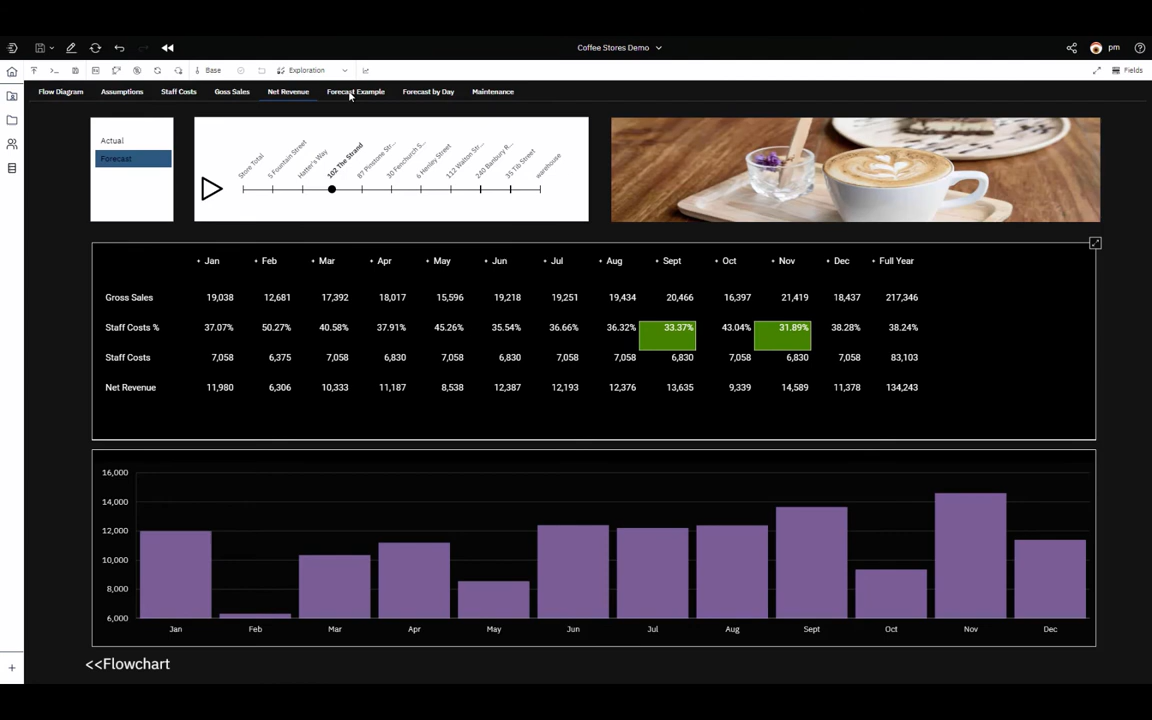 Coffee Stores Demo
pm
Base
Exploration
Fields
Flow Diagram Assumptions Staff Costs Goss Sales Net Revenue Forecast Example Forecast by Day Maintenance
Actual
Forecast
Store Total
5 Fountain Street
Hatter's Way
102 The Strand
87 Pinstone Str...
30 Fenchurch S...
6 Henley Street
112 Walton Str...
240 Banbury R...
35 Tib Street
warehouse
Jan Feb Mar Apr May Jun Jul Aug Sept Oct Nov Dec Full Year
Gross Sales 19,038 12,681 17,392 18,017 15,596 19,218 19,251 19,434 20,466 16,397 21,419 18,437 217,346
Staff Costs % 37.07% 50.27% 40.58% 37.91% 45.26% 35.54% 36.66% 36.32% 33.37% 43.04% 31.89% 38.28% 38.24%
Staff Costs 7,058 6,375 7,058 6,830 7,058 6,830 7,058 7,058 6,830 7,058 6,830 7,058 83,103
Net Revenue 11,980 6,306 10,333 11,187 8,538 12,387 12,193 12,376 13,635 9,339 14,589 11,378 134,243
16,000
14,000
12,000
10,000
8,000
6,000
Jan Feb Mar Apr May Jun Jul Aug Sept Oct Nov Dec
<<Flowchart